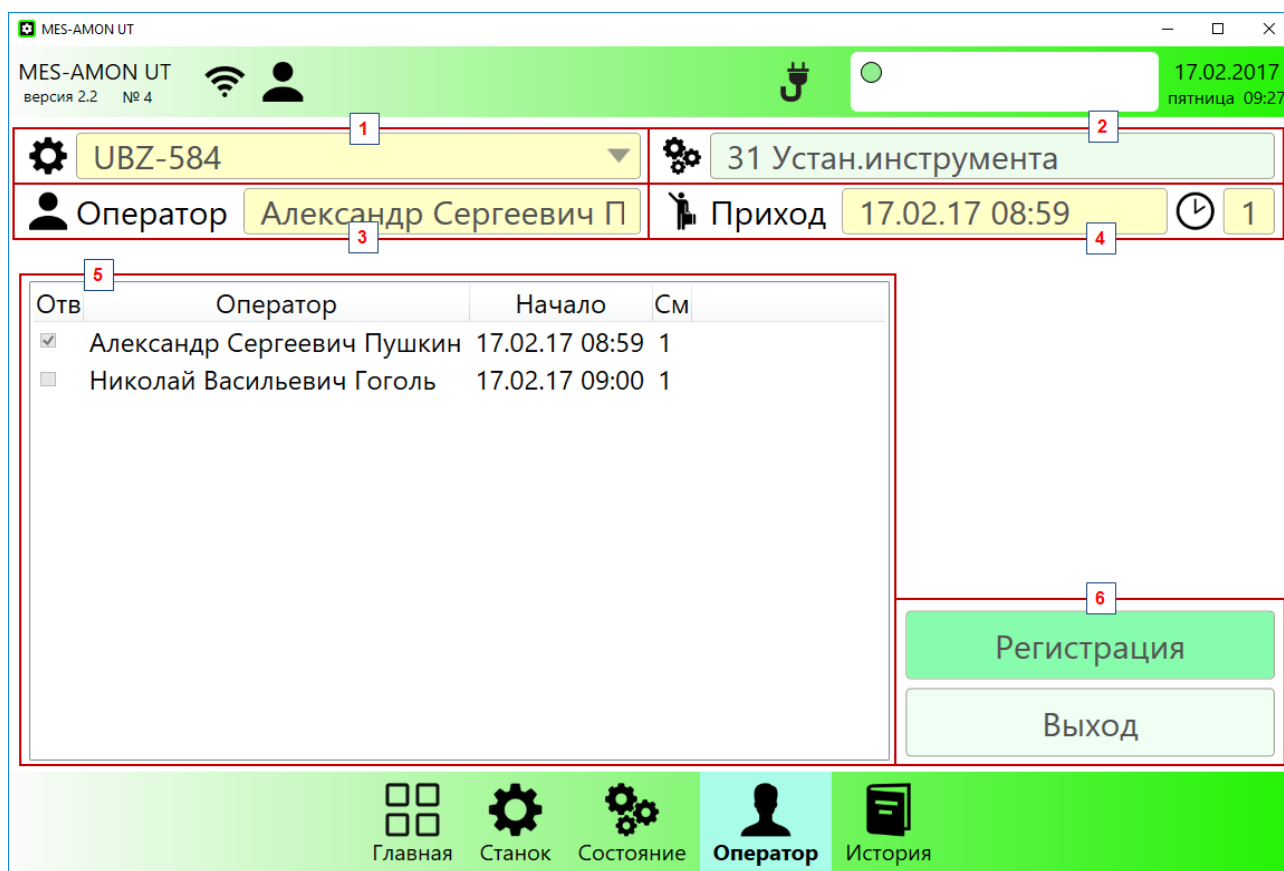 MES-AMON UT
MES-AMON UT
версия 2.2 № 4
17.02.2017
пятница 09:27
1
2
UBZ-584
31 Устан.инструмента
Оператор Александр Сергеевич П
Приход 17.02.17 08:59 1
3
4
5
Отв Оператор Начало См
Александр Сергеевич Пушкин 17.02.17 08:59 1
Николай Васильевич Гоголь 17.02.17 09:00 1
6
Регистрация
Выход
Главная Станок Состояние Оператор История